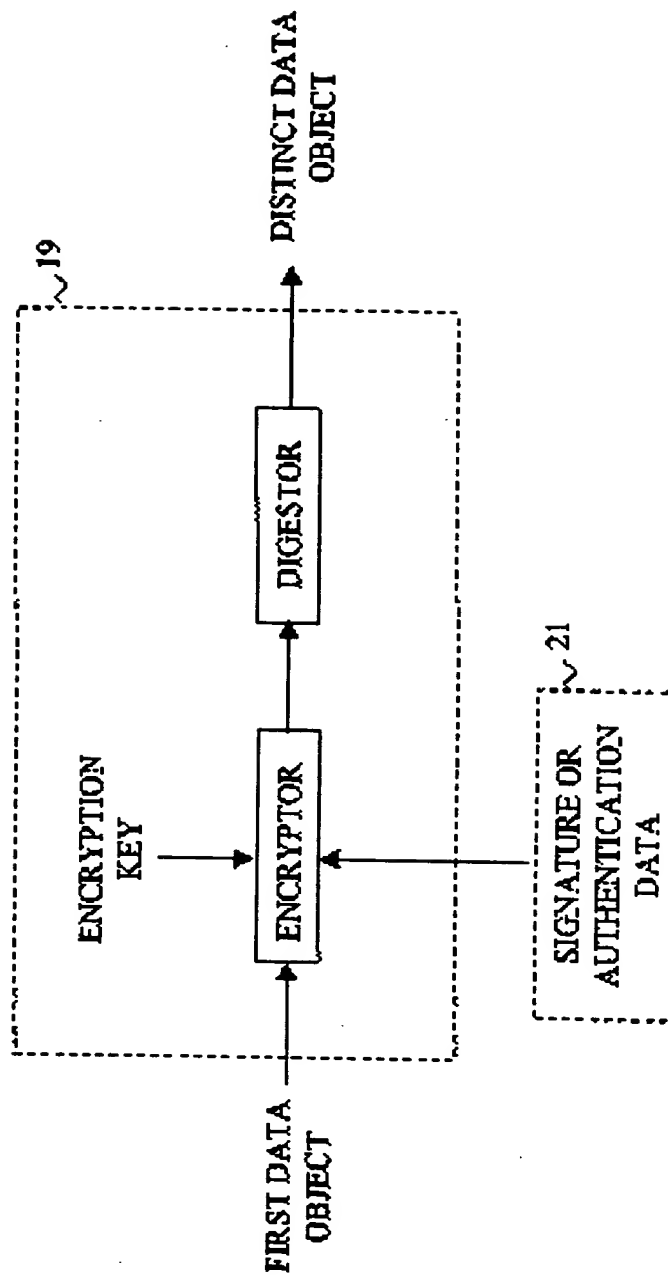 19
ENCRYPTION
KEY
FIRST DATA
OBJECT
ENCRYPTOR
DIGESTOR
DISTINCT DATA
OBJECT
21
SIGNATURE OR
AUTHENTICATION
DATA